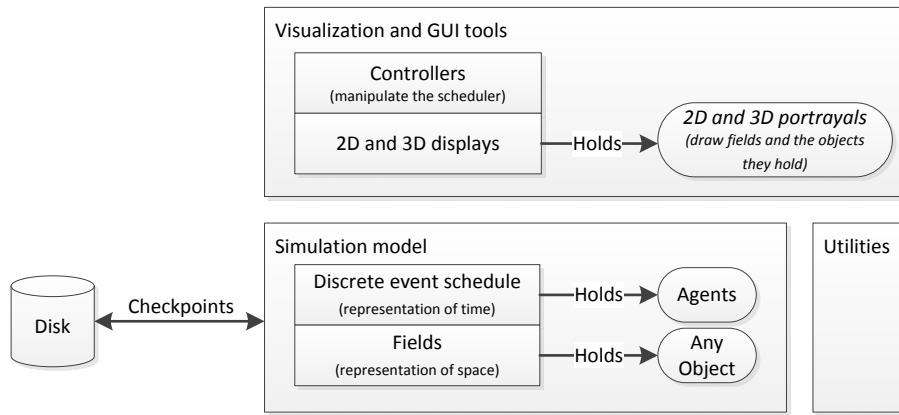 Visualization and GUI tools
Controllers
(manipulate the scheduler)
2D and 3D displays
Holds
2D and 3D portrayals
(draw fields and the objects
they hold)
Simulation model
Utilities
Discrete event schedule
(representation of time)
Holds
Agents
Checkpoints
Disk
Fields
(representation of space)
Holds
Any
Object